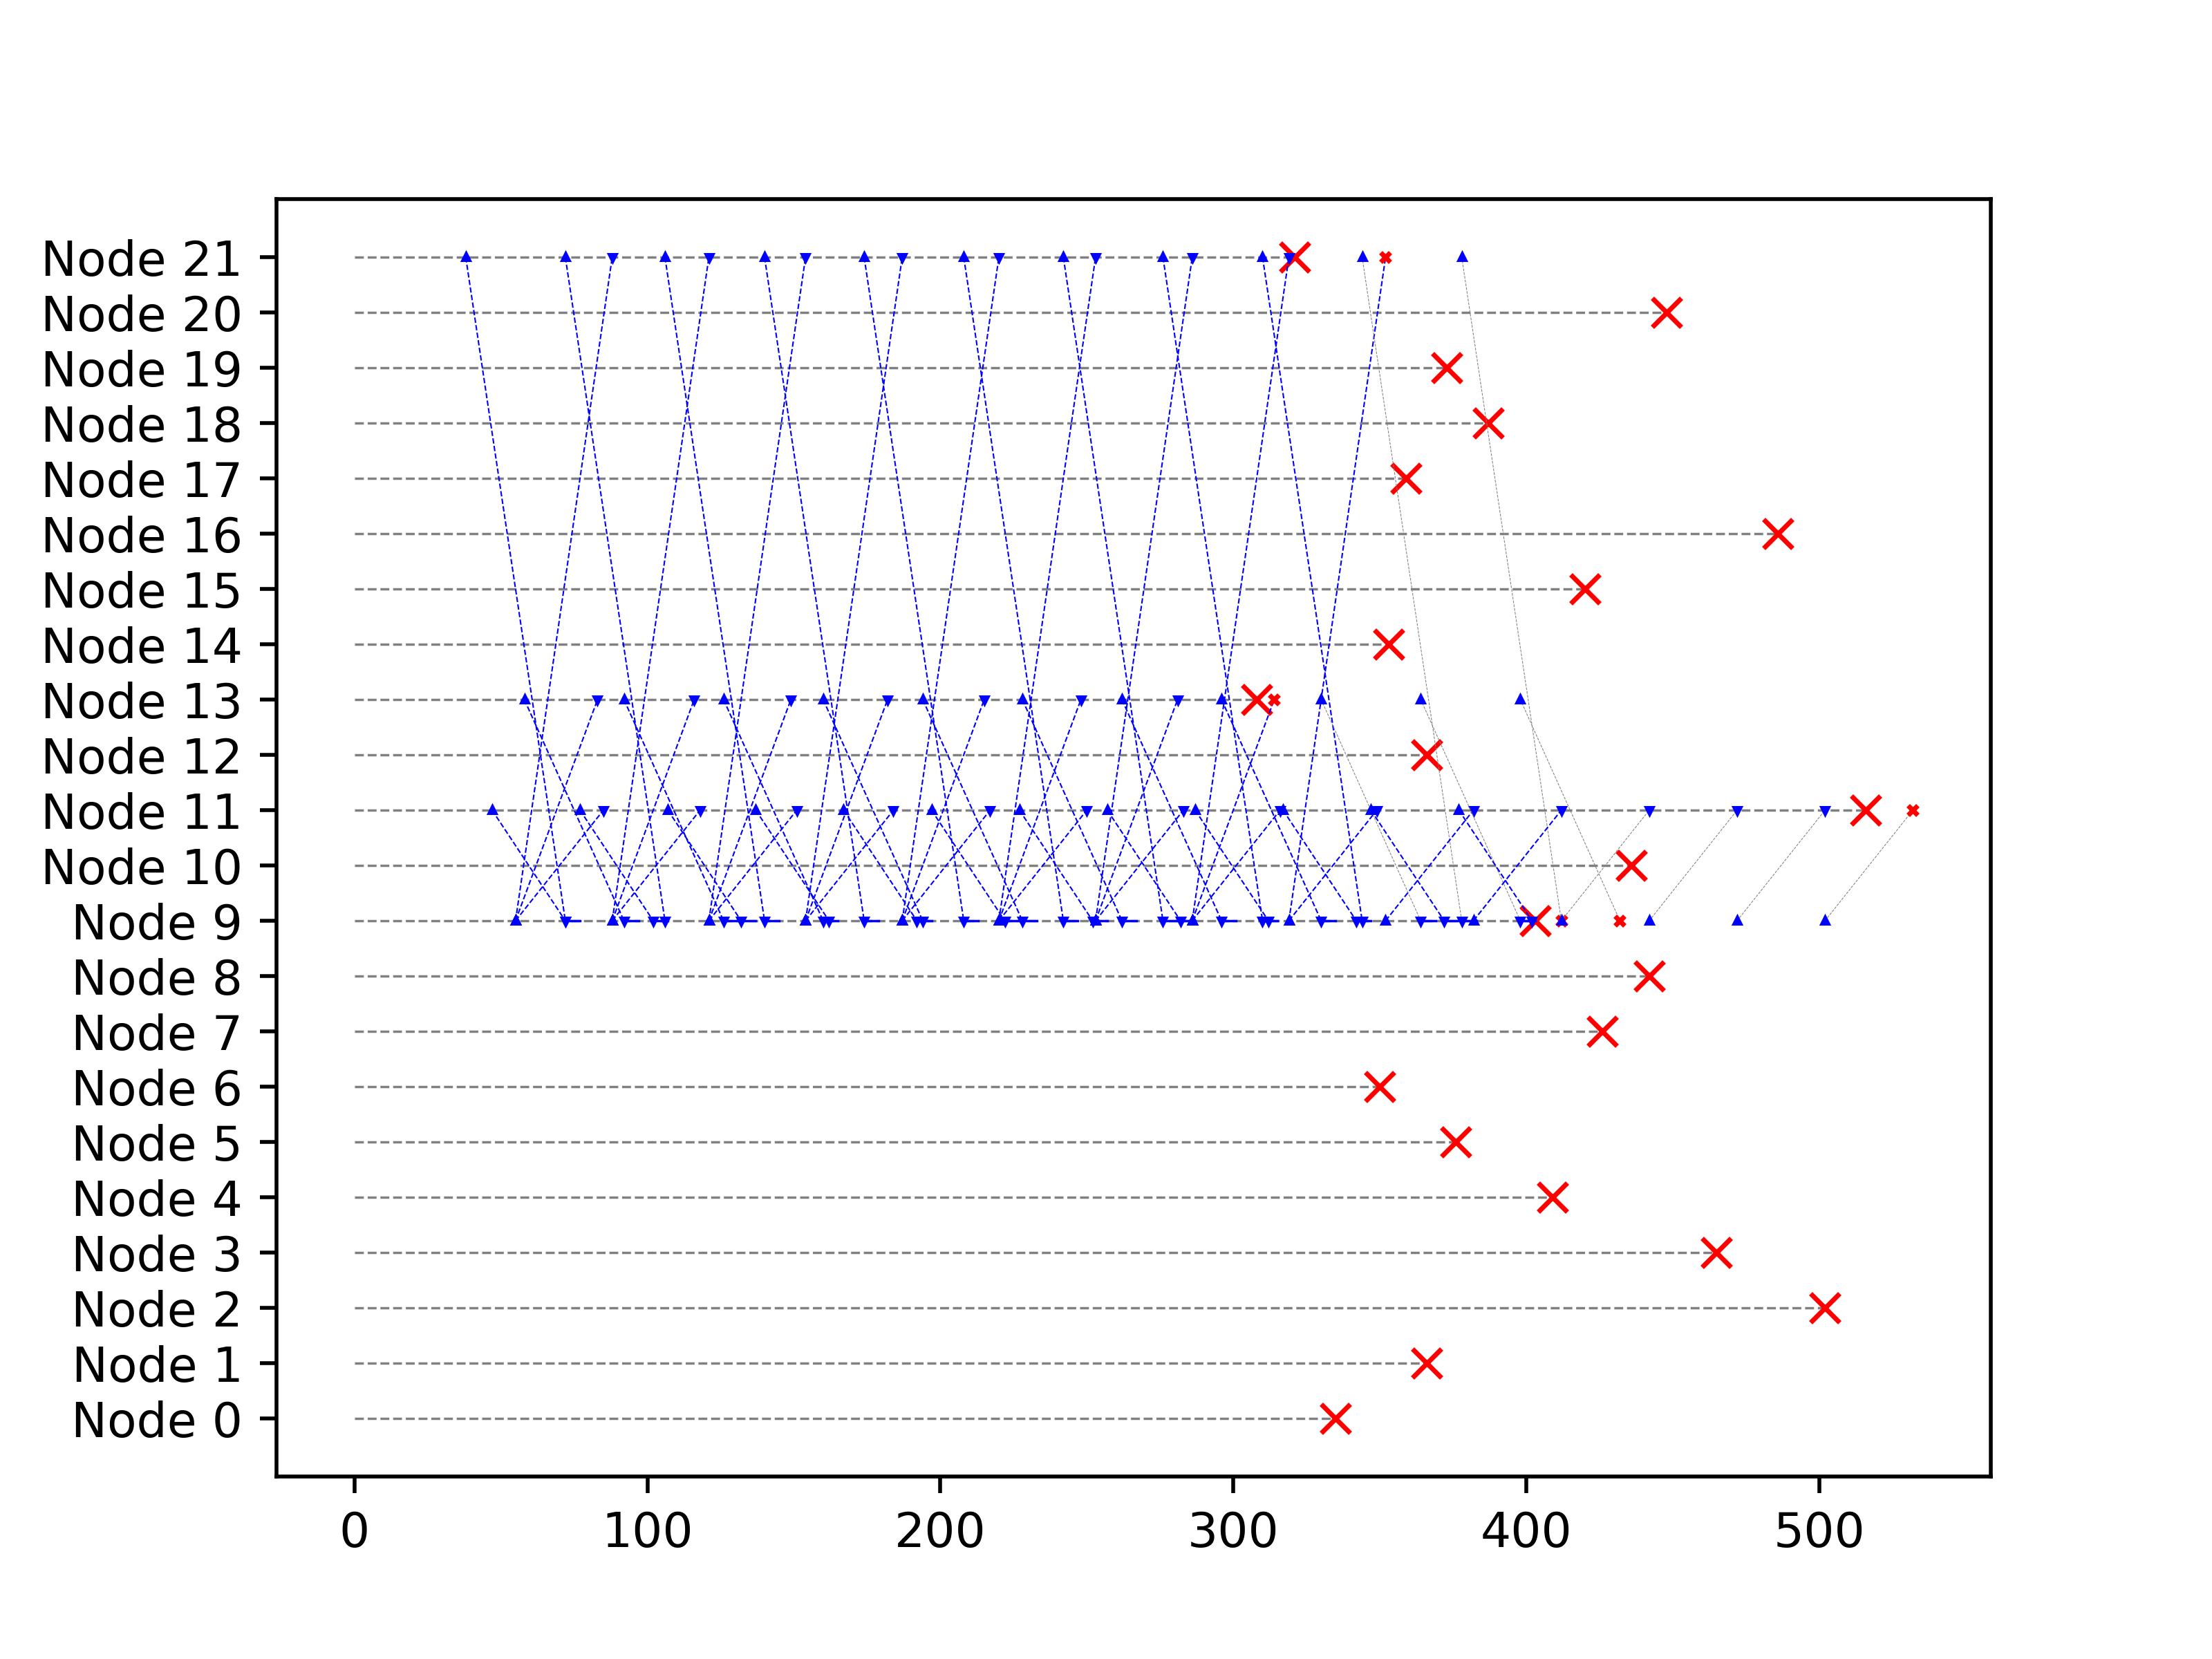 Node 21
Node 20
Node 19
Node 18
Node 17
Node 16
Node 15
Node 14
Node 13
Node 12
Node 11
Node 10
Node 9
Node 8
Node 7
Node 6
Node 5
Node 4
Node 3
Node 2
Node 1
Node 0
0 100 200 300 400 500